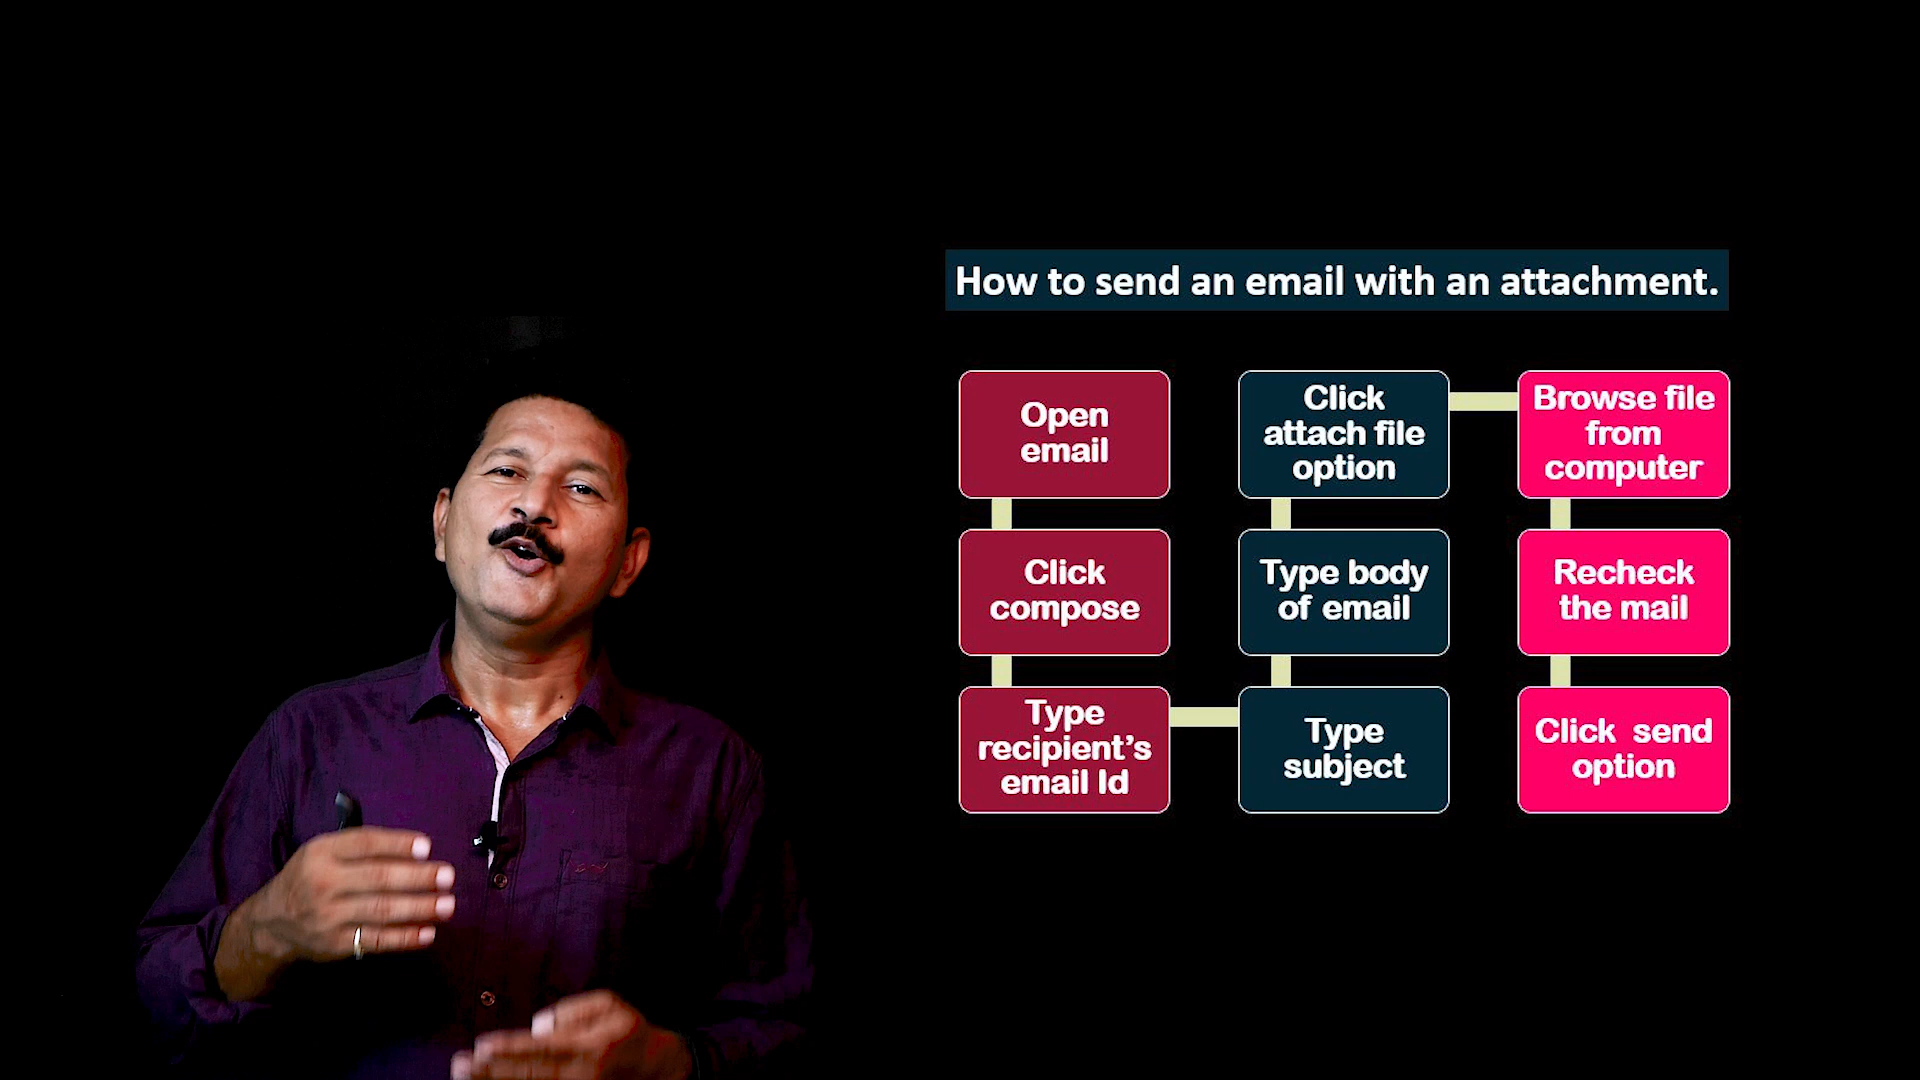 How to send an email with an attachment.
Open
email
Click
compose
Type
recipient’s
email Id
Type
subject
Type body
of email
Click
attach file
option
Browse file
from
computer
Recheck
the mail
Click send
option